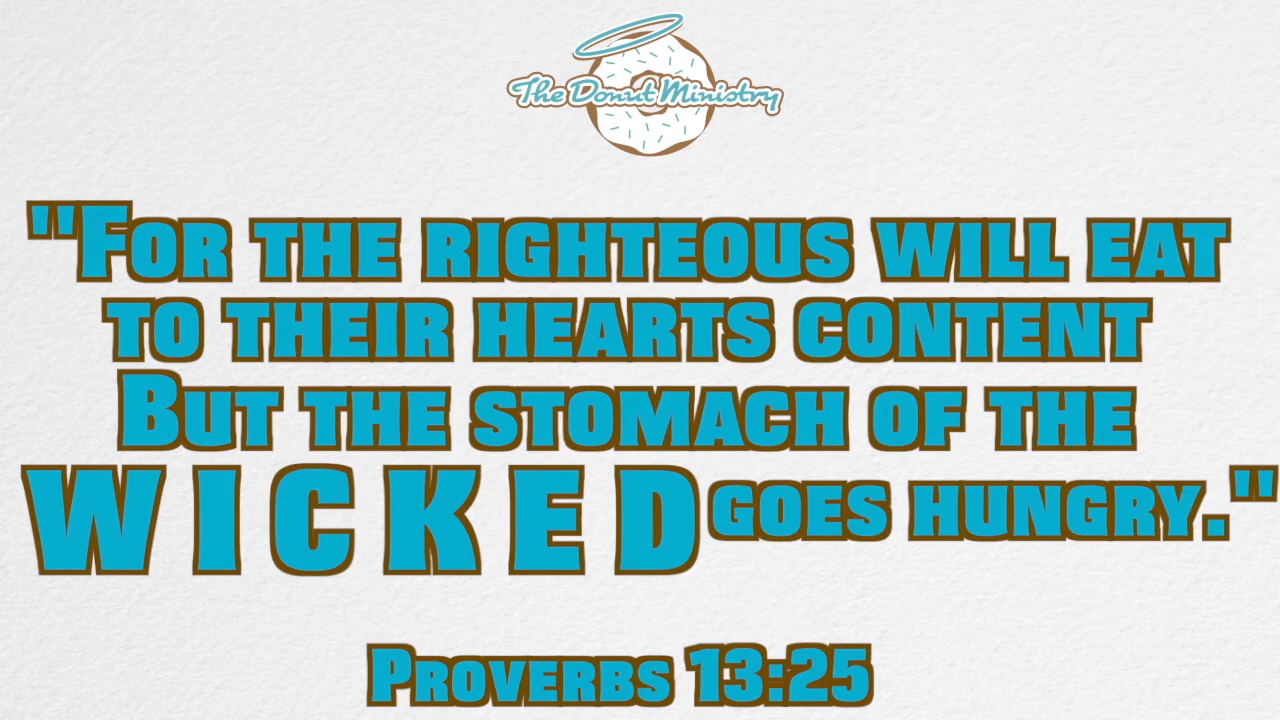 The Donut Ministry
"For the righteous will eat
to their hearts content
But the stomach of the
WICKED goes hungry."
Proverbs 13:25